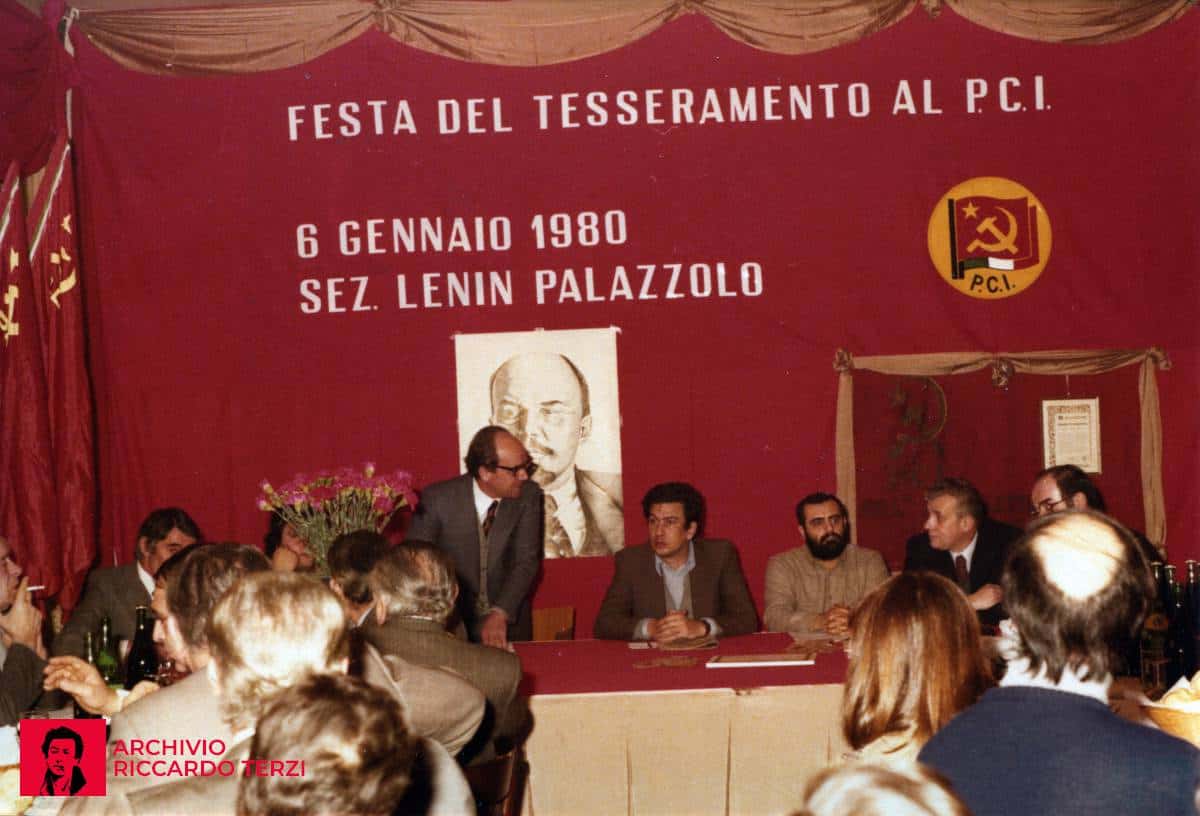 FESTA DEL TESSERAMENTO AL P.C.I.
6 GENNAIO 1980
SEZ. LENIN PALAZZOLO
P.C.I.
ARCHIVIO
RICCARDO TERZI